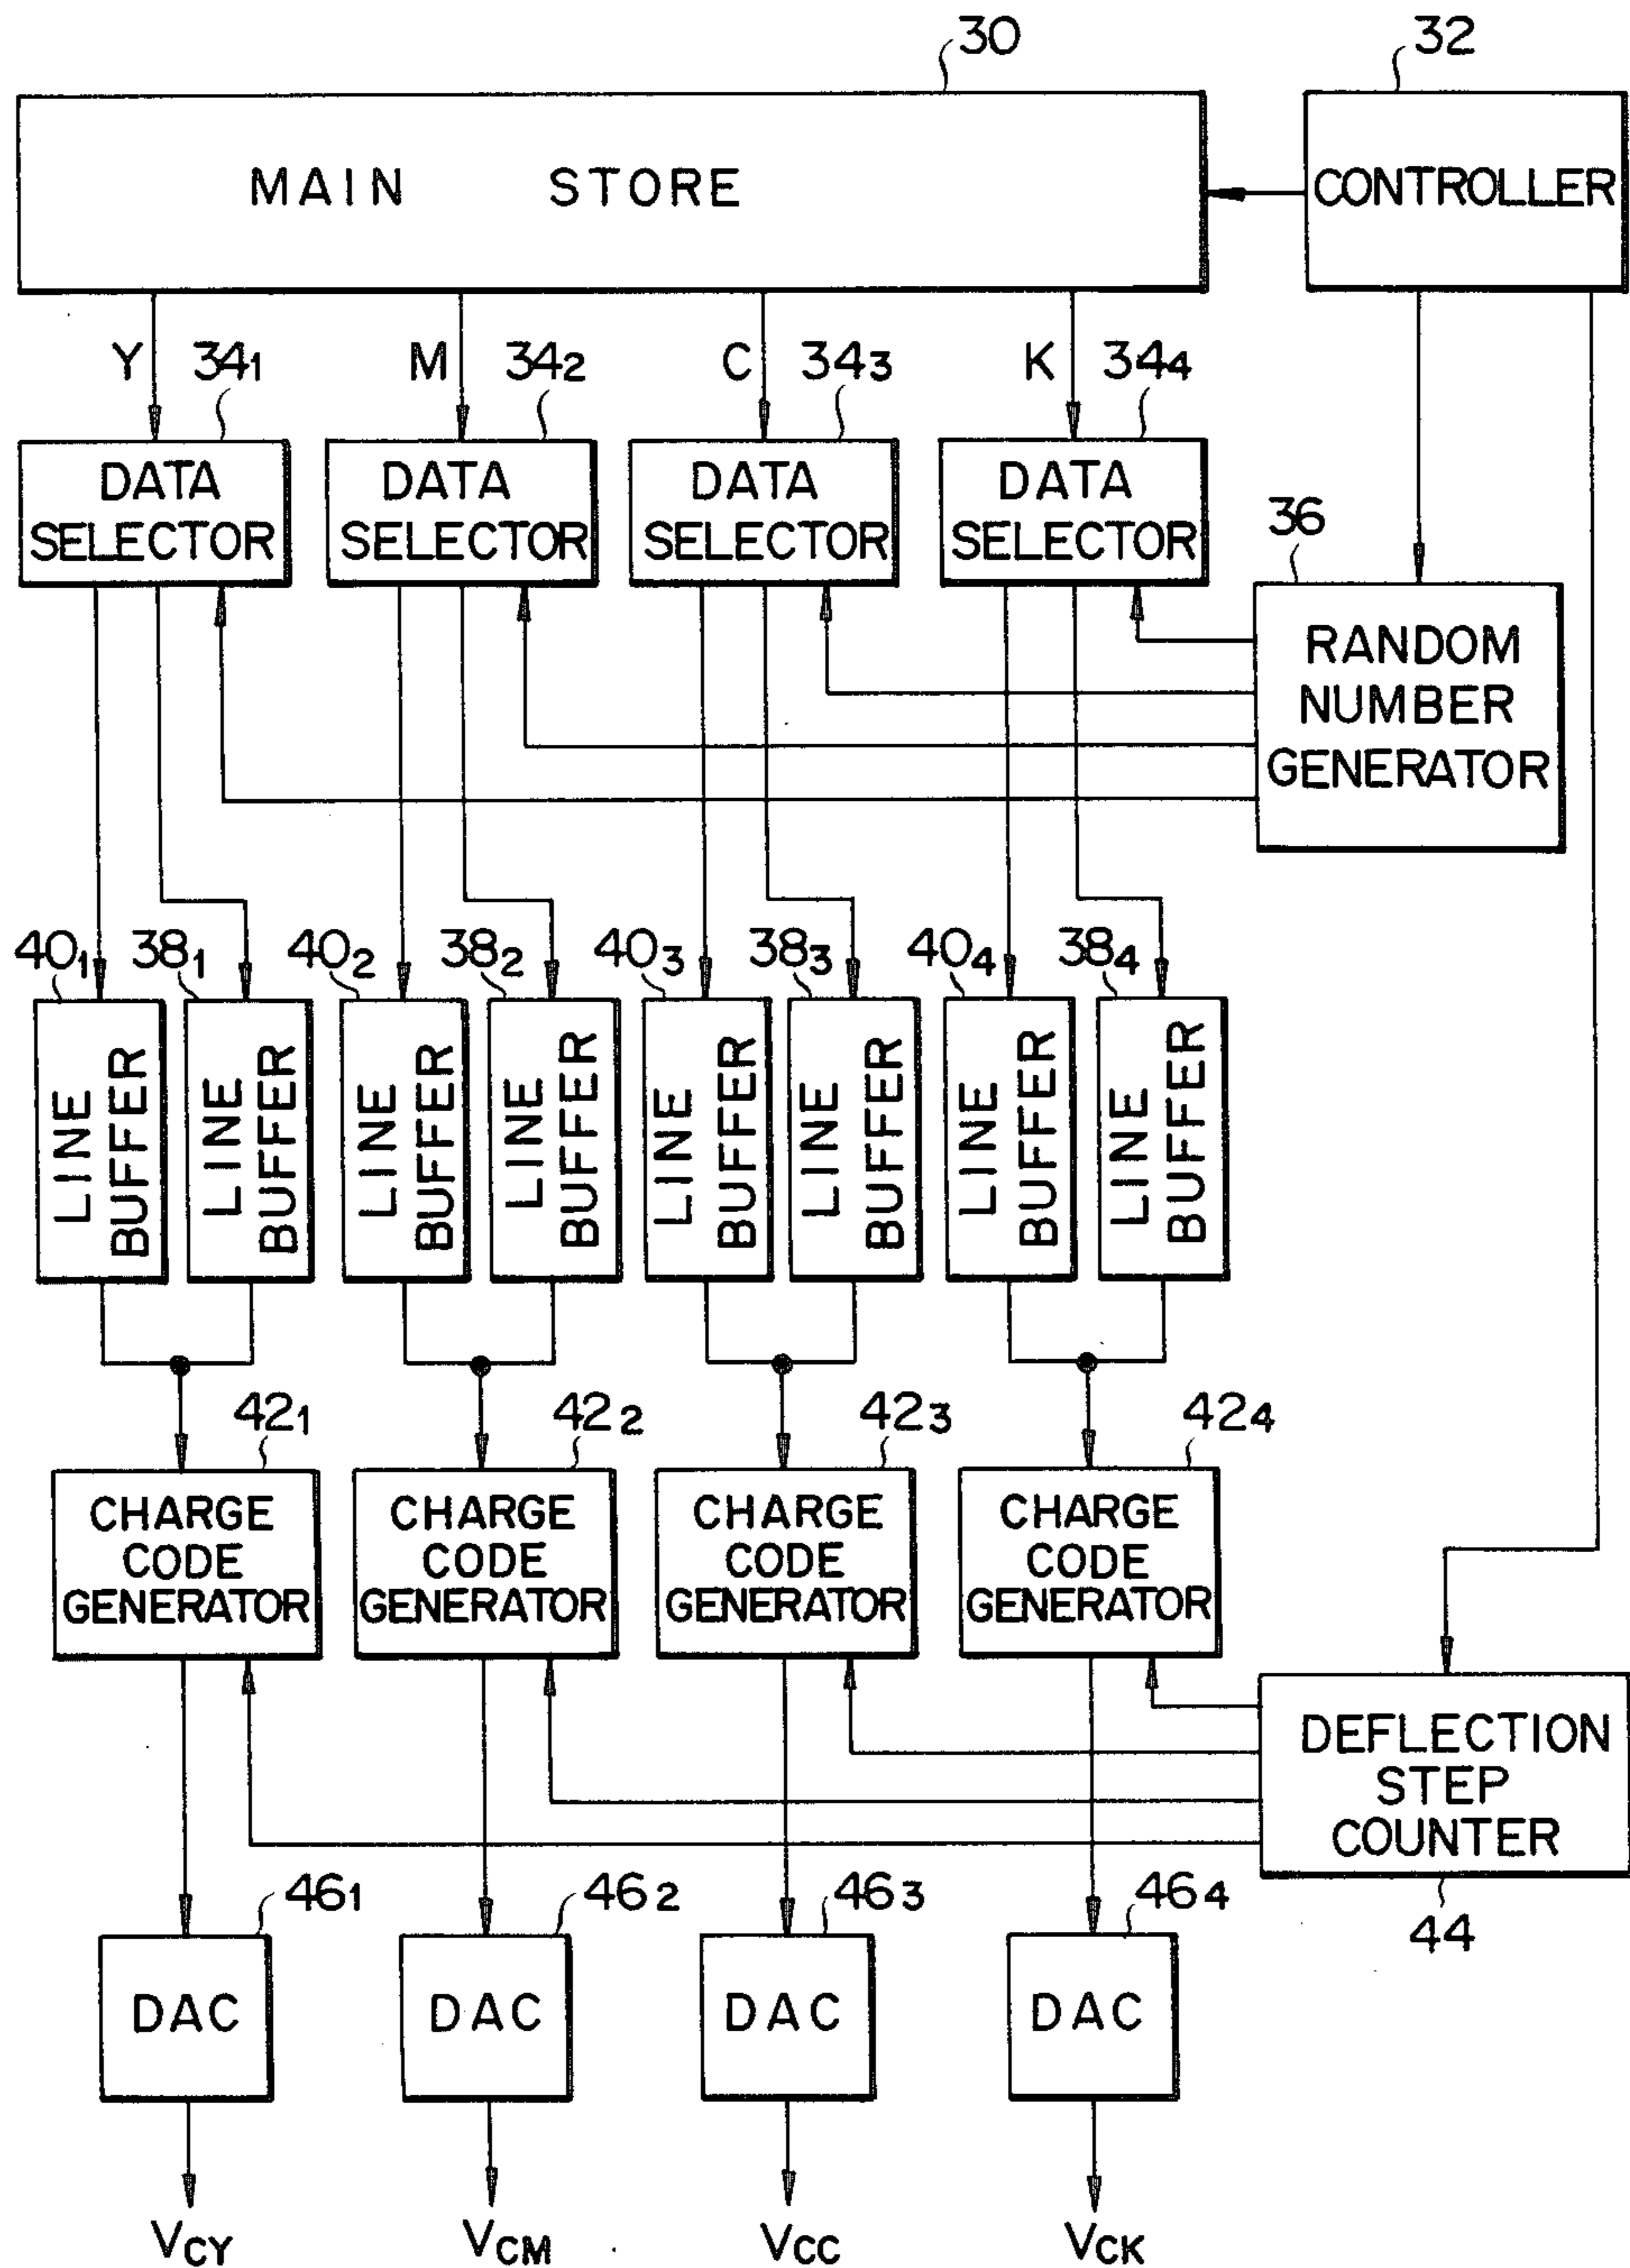 30
32
MAIN STORE
CONTROLLER
Y
34₁
M
34₂
C
34₃
K
34₄
DATA
SELECTOR
DATA
SELECTOR
DATA
SELECTOR
DATA
SELECTOR
36
RANDOM
NUMBER
GENERATOR
40₁
38₁
40₂
38₂
40₃
38₃
40₄
38₄
LINE
BUFFER
LINE
BUFFER
LINE
BUFFER
LINE
BUFFER
LINE
BUFFER
LINE
BUFFER
LINE
BUFFER
LINE
BUFFER
42₁
42₂
42₃
42₄
CHARGE
CODE
GENERATOR
CHARGE
CODE
GENERATOR
CHARGE
CODE
GENERATOR
CHARGE
CODE
GENERATOR
DEFLECTION
STEP
COUNTER
44
46₁
46₂
46₃
46₄
DAC
DAC
DAC
DAC
VCY
VCM
VCC
VCK